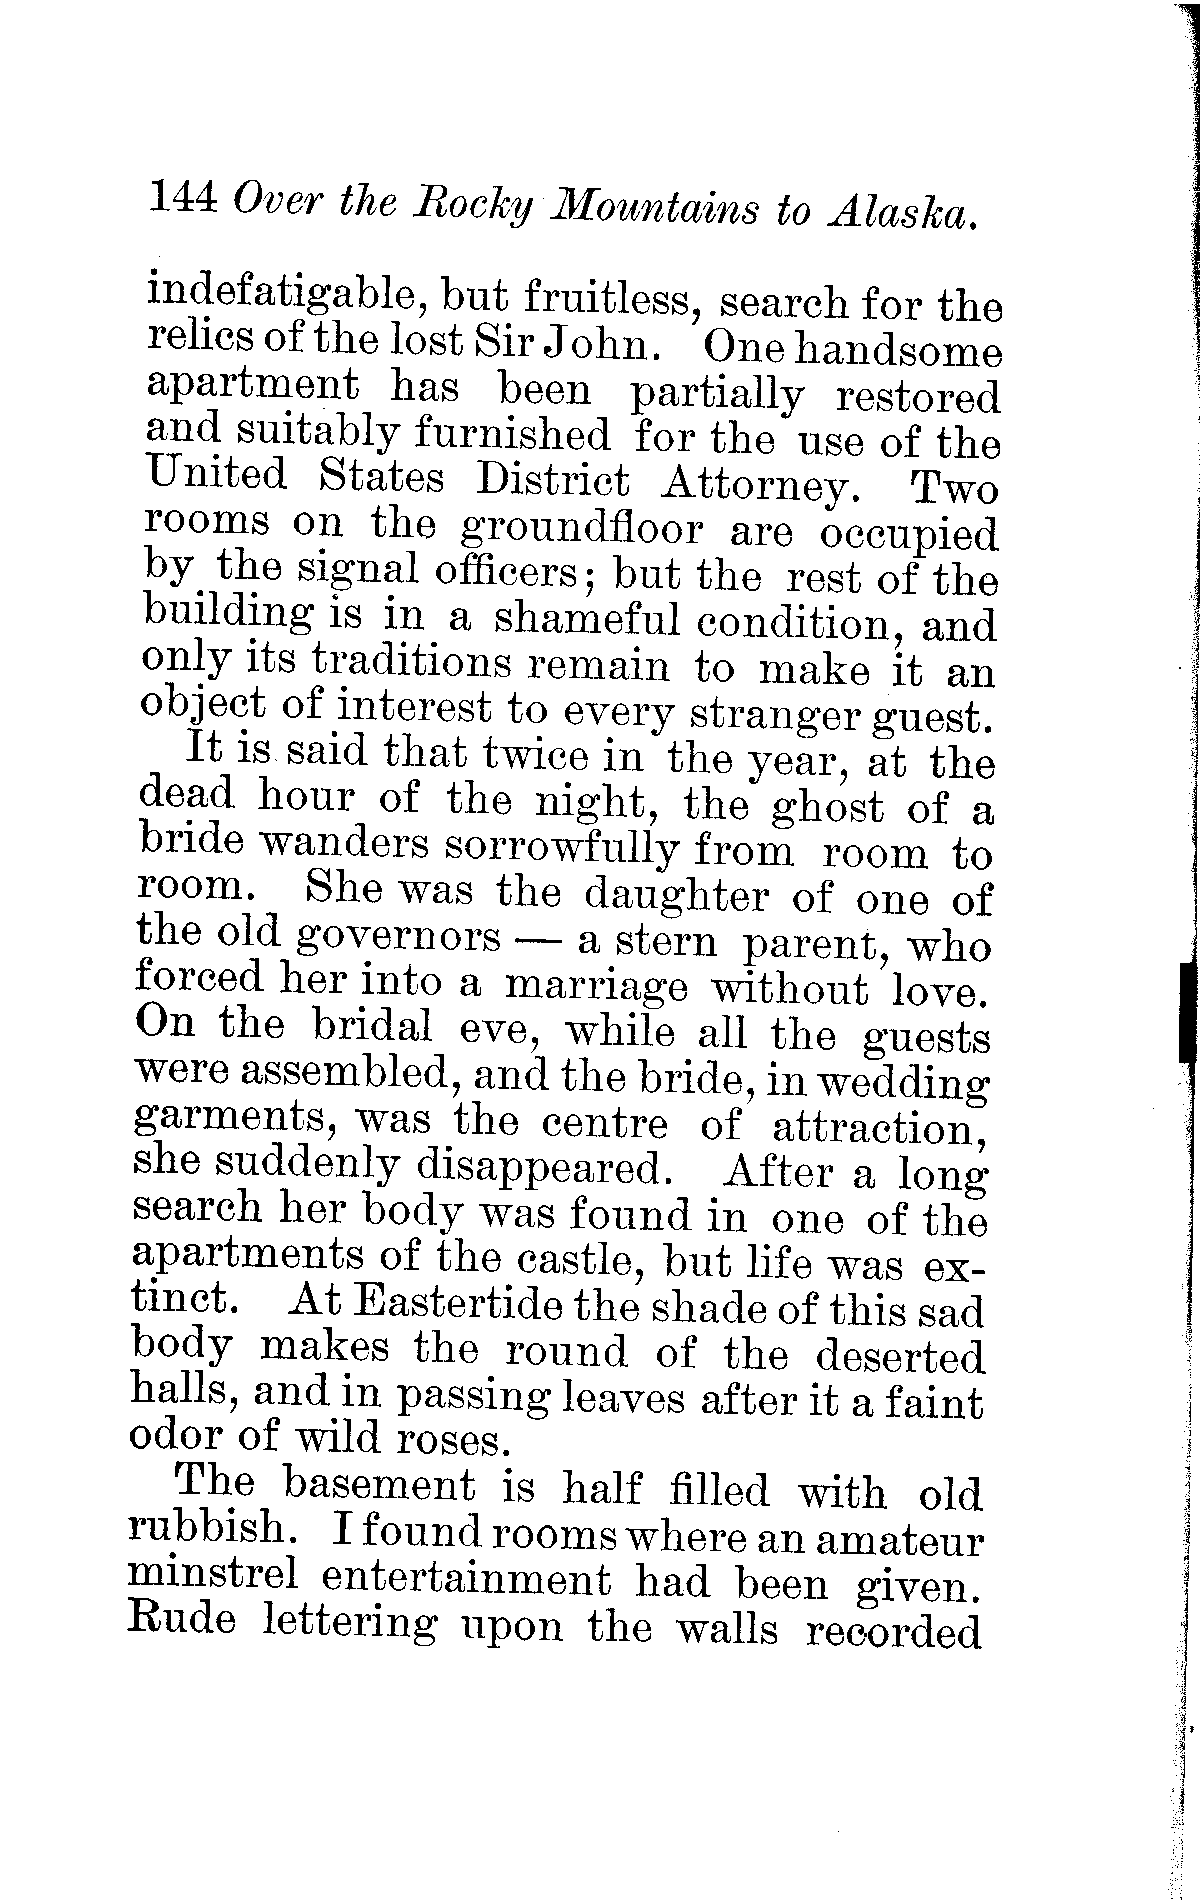 144 Over the Rocky Mountains to Alaska.
indefatigable, but fruitless, search for the
relics of the lost Sir John. One handsome
apartment has been partially restored
and suitably furnished for the use of the
United States District Attorney. Two
rooms on the groundfloor are occupied
by the signal officers; but the rest of the
building is in a shameful condition, and
only its traditions remain to make it an
object of interest to every stranger guest.
It is said that twice in the year, at the
dead hour of the night, the ghost of a
bride wanders sorrowfully from room to
room. She was the daughter of one of
the old governors — a stern parent, who
forced her into a marriage without love.
On the bridal eve, while all the guests
were assembled, and the bride, in wedding
garments, was the centre of attraction,
she suddenly disappeared. After a long
search her body was found in one of the
apartments of the castle, but life was ex-
tinct. At Eastertide the shade of this sad
body makes the round of the deserted
halls, and in passing leaves after it a faint
odor of wild roses.
The basement is half filled with old
rubbish. I found rooms where an amateur
minstrel entertainment had been given.
Rude lettering upon the walls recorded